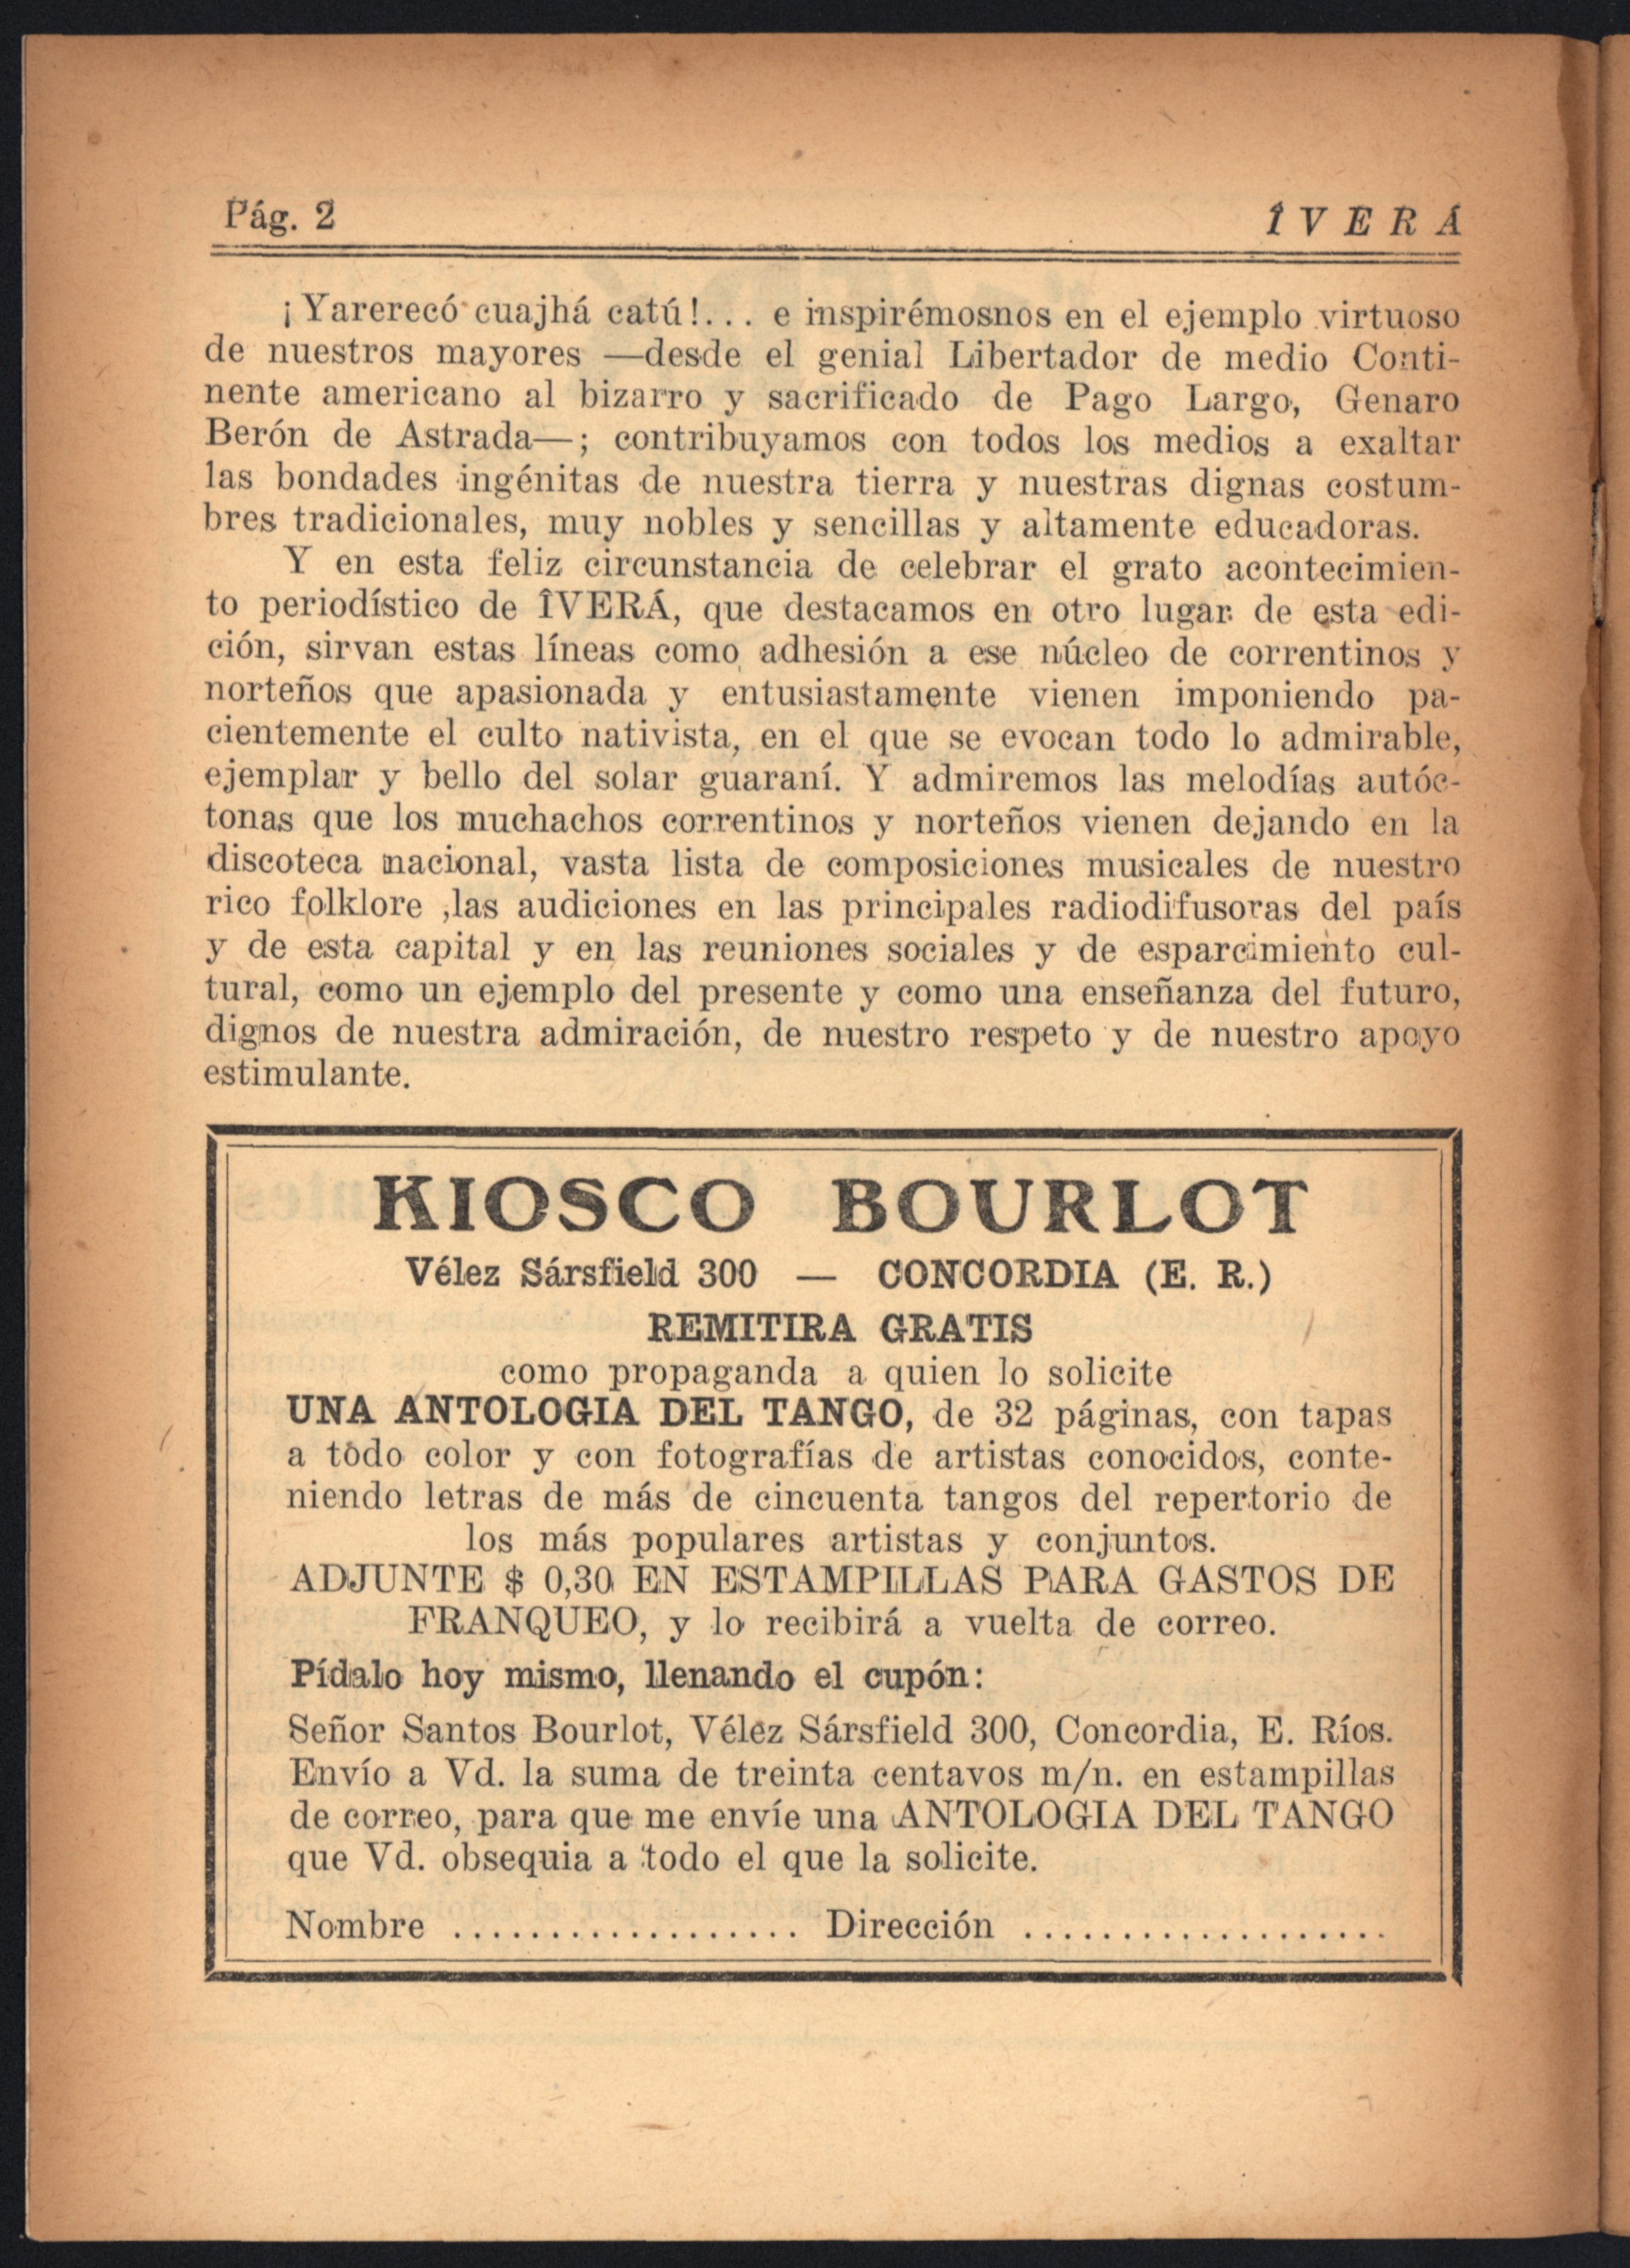 Pág. 2
ÎVERÁ
¡Yarerecó cuajhá catú!... e inspirémosnos en el ejemplo virtuoso
de nuestros mayores —desde el genial Libertador de medio Conti-
nente americano al bizarro y sacrificado de Pago Largo, Genaro
Berón de Astrada—; contribuyamos con todos los medios a exaltar
las bondades ingénitas de nuestra tierra y nuestras dignas costum-
bres tradicionales, muy nobles y sencillas y altamente educadoras.
Y en esta feliz circunstancia de celebrar el grato acontecimien-
to periodístico de ÎVERÁ, que destacamos en otro lugar de esta edi-
ción, sirvan estas líneas como adhesión a ese núcleo de correntinos y
norteños que apasionada y entusiastamente vienen imponiendo pa-
cientemente el culto nativista, en el que se evocan todo lo admirable,
ejemplar y bello del solar guaraní. Y admiremos las melodías autóc-
tonas que los muchachos correntinos y norteños vienen dejando en la
discoteca nacional, vasta lista de composiciones musicales de nuestro
rico folklore ,las audiciones en las principales radiodifusoras del país
y de esta capital y en las reuniones sociales y de esparcimiento cul-
tural, como un ejemplo del presente y como una enseñanza del futuro,
dignos de nuestra admiración, de nuestro respeto y de nuestro apoyo
estimulante.
KIOSCO BOURLOT
Vélez Sársfield 300 — CONCORDIA (E. R.)
REMITIRA GRATIS
como propaganda a quien lo solicite
UNA ANTOLOGIA DEL TANGO, de 32 páginas, con tapas
a todo color y con fotografías de artistas conocidos, conte-
niendo letras de más de cincuenta tangos del repertorio de
los más populares artistas y conjuntos.
ADJUNTE $ 0,30 EN ESTAMPILLAS PARA GASTOS DE
FRANQUEO, y lo recibirá a vuelta de correo.
Pídalo hoy mismo, llenando el cupón:
Señor Santos Bourlot, Vélez Sársfield 300, Concordia, E. Ríos.
Envío a Vd. la suma de treinta centavos m/n. en estampillas
de correo, para que me envíe una ANTOLOGIA DEL TANGO
que Vd. obsequia a todo el que la solicite.
Nombre .................. Dirección ...................